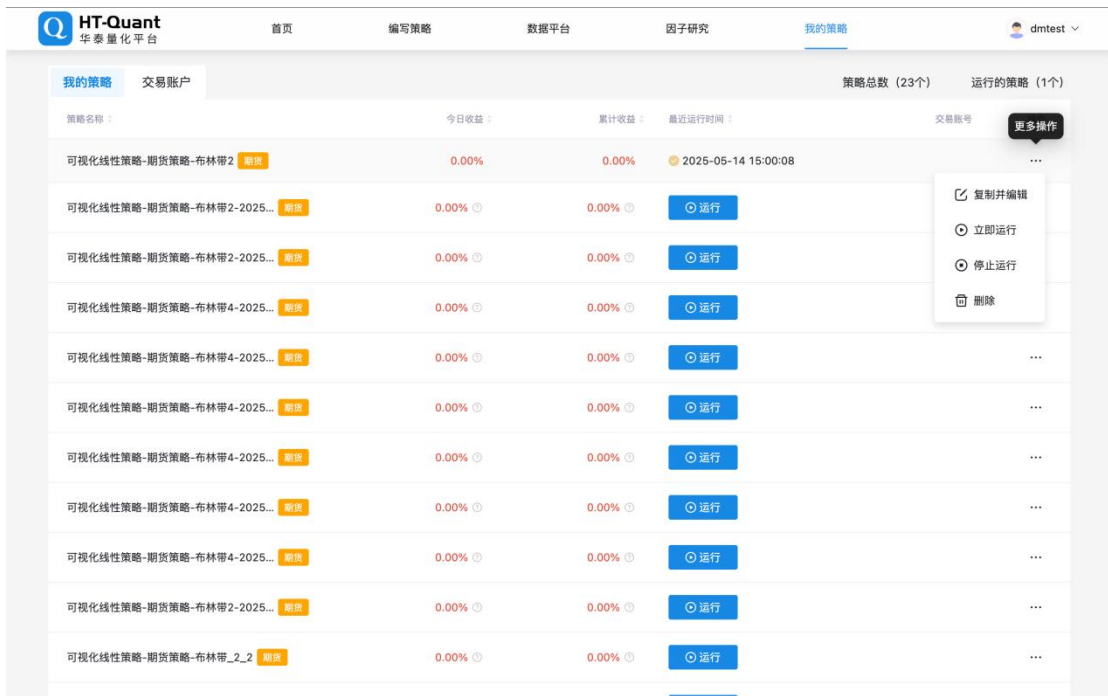 HT-Quant
华泰量化平台
首页 编写策略 数据平台 因子研究 我的策略 dmtest
我的策略 交易账户 策略总数（23个） 运行的策略（1个）
策略名称 今日收益 累计收益 最近运行时间 交易账号 更多操作
可视化线性策略-期货策略-布林带2 期货 0.00% 0.00% 2025-05-14 15:00:08 ...
复制并编辑
可视化线性策略-期货策略-布林带2-2025... 期货 0.00% 0.00% 运行
立即运行
可视化线性策略-期货策略-布林带2-2025... 期货 0.00% 0.00% 运行
停止运行
可视化线性策略-期货策略-布林带4-2025... 期货 0.00% 0.00% 运行
删除
可视化线性策略-期货策略-布林带4-2025... 期货 0.00% 0.00% 运行 ...
可视化线性策略-期货策略-布林带4-2025... 期货 0.00% 0.00% 运行 ...
可视化线性策略-期货策略-布林带4-2025... 期货 0.00% 0.00% 运行 ...
可视化线性策略-期货策略-布林带4-2025... 期货 0.00% 0.00% 运行 ...
可视化线性策略-期货策略-布林带4-2025... 期货 0.00% 0.00% 运行 ...
可视化线性策略-期货策略-布林带2-2025... 期货 0.00% 0.00% 运行 ...
可视化线性策略-期货策略-布林带_2_2 期货 0.00% 0.00% 运行 ...